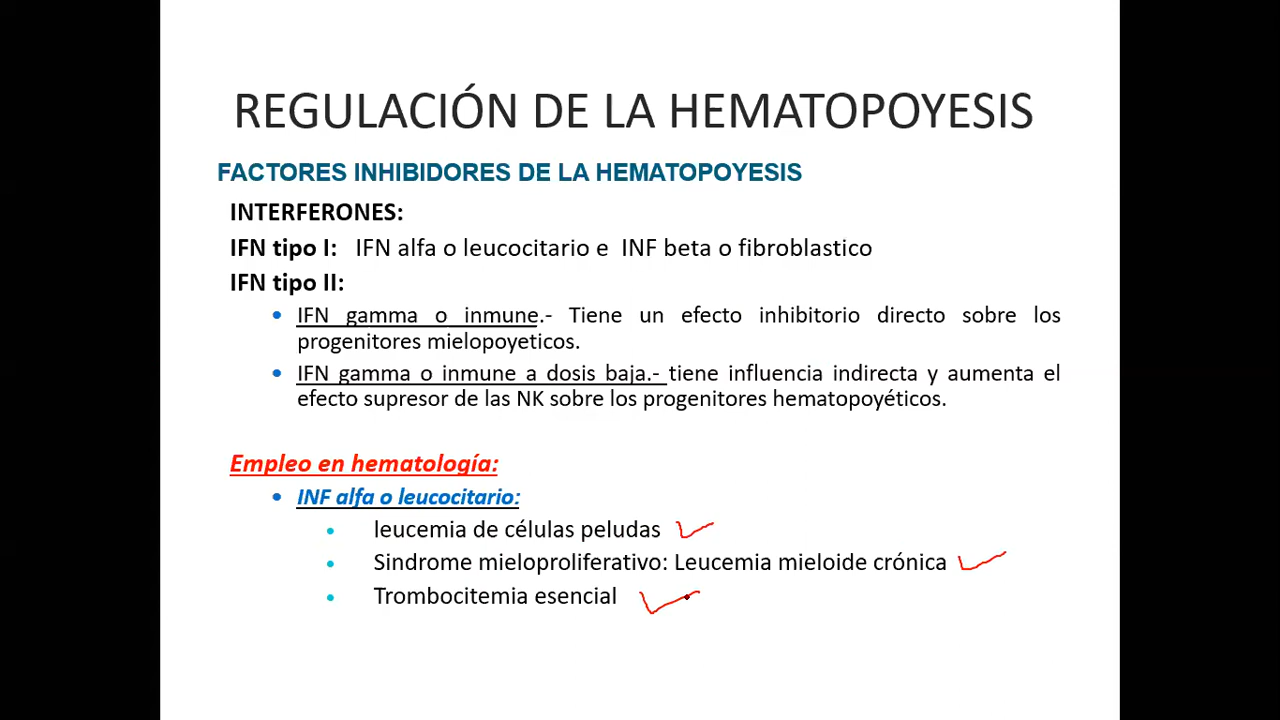 REGULACIÓN DE LA HEMATOPOYESIS
FACTORES INHIBIDORES DE LA HEMATOPOYESIS
INTERFERONES:
IFN tipo I: IFN alfa o leucocitario e INF beta o fibroblastico
IFN tipo II:
• IFN gamma o inmune.- Tiene un efecto inhibitorio directo sobre los
progenitores mielopoyeticos.
• IFN gamma o inmune a dosis baja.- tiene influencia indirecta y aumenta el
efecto supresor de las NK sobre los progenitores hematopoyéticos.
Empleo en hematología:
• INF alfa o leucocitario:
• leucemia de células peludas
• Sindrome mieloproliferativo: Leucemia mieloide crónica
• Trombocitemia esencial